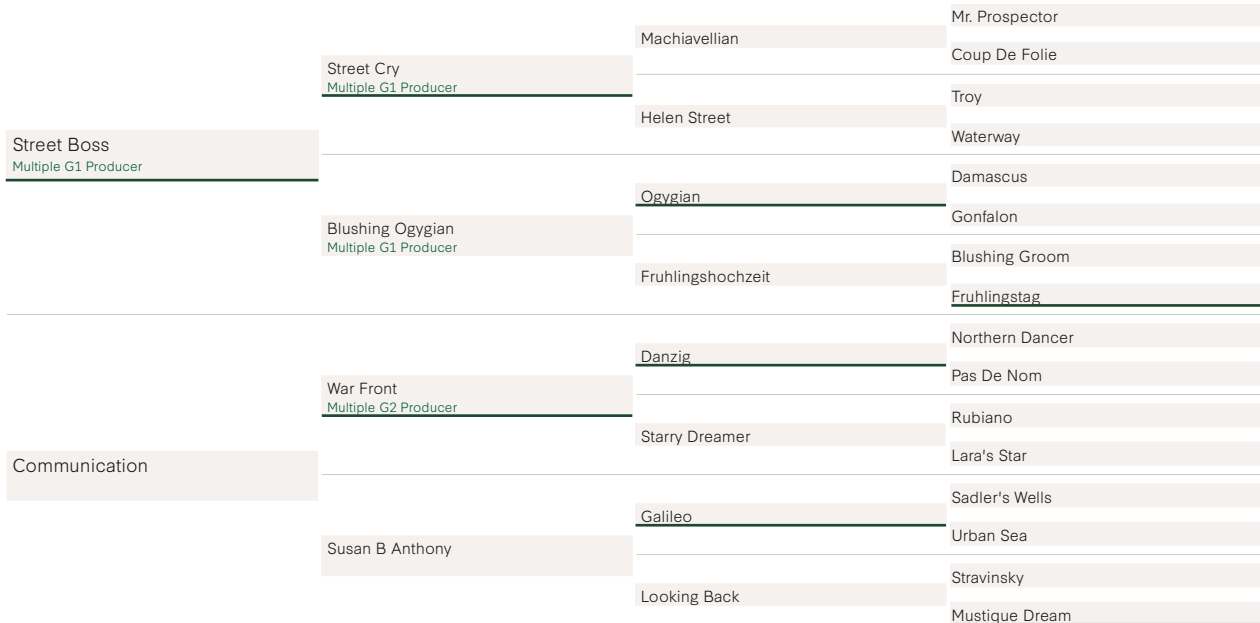 Street Boss
Multiple G1 Producer
Street Cry
Multiple G1 Producer
Machiavellian
Mr. Prospector
Coup De Folie
Helen Street
Troy
Waterway
Blushing Ogygian
Multiple G1 Producer
Ogygian
Damascus
Gonfalon
Fruhlingshochzeit
Blushing Groom
Fruhlingstag
Communication
War Front
Multiple G2 Producer
Danzig
Northern Dancer
Pas De Nom
Starry Dreamer
Rubiano
Lara's Star
Susan B Anthony
Galileo
Sadler's Wells
Urban Sea
Looking Back
Stravinsky
Mustique Dream